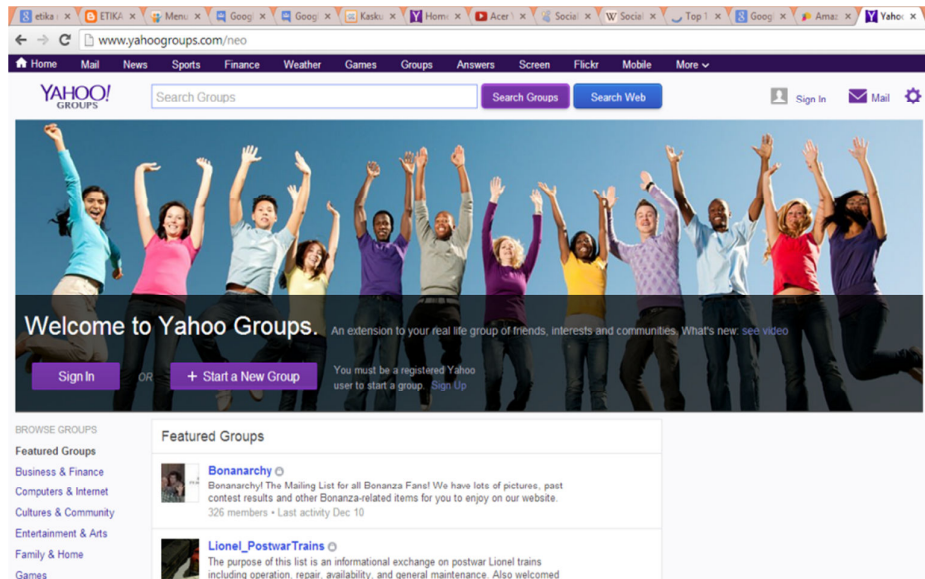 etika
ETIKA
Menu
Googl
Googl
Kasku
Home
Acer
Social
Social
Top 1
Googl
Amaz
Yahoo
www.yahoogroups.com/neo
Home Mail News Sports Finance Weather Games Groups Answers Screen Flickr Mobile More
YAHOO!
GROUPS
Search Groups
Search Groups
Search Web
Sign In
Mail
Welcome to Yahoo Groups.
An extension to your real life group of friends, interests and communities. What's new: see video
Sign In
OR
+ Start a New Group
You must be a registered Yahoo
user to start a group. Sign Up
BROWSE GROUPS
Featured Groups
Business & Finance
Computers & Internet
Cultures & Community
Entertainment & Arts
Family & Home
Games
Featured Groups
Bonanarchy
Bonanarchy! The Mailing List for all Bonanza Fans! We have lots of pictures, past
contest results and other Bonanza-related items for you to enjoy on our website.
326 members • Last activity Dec 10
Lionel_PostwarTrains
The purpose of this list is an informational exchange on postwar Lionel trains
including operation, repair, availability, and general maintenance. Also welcomed